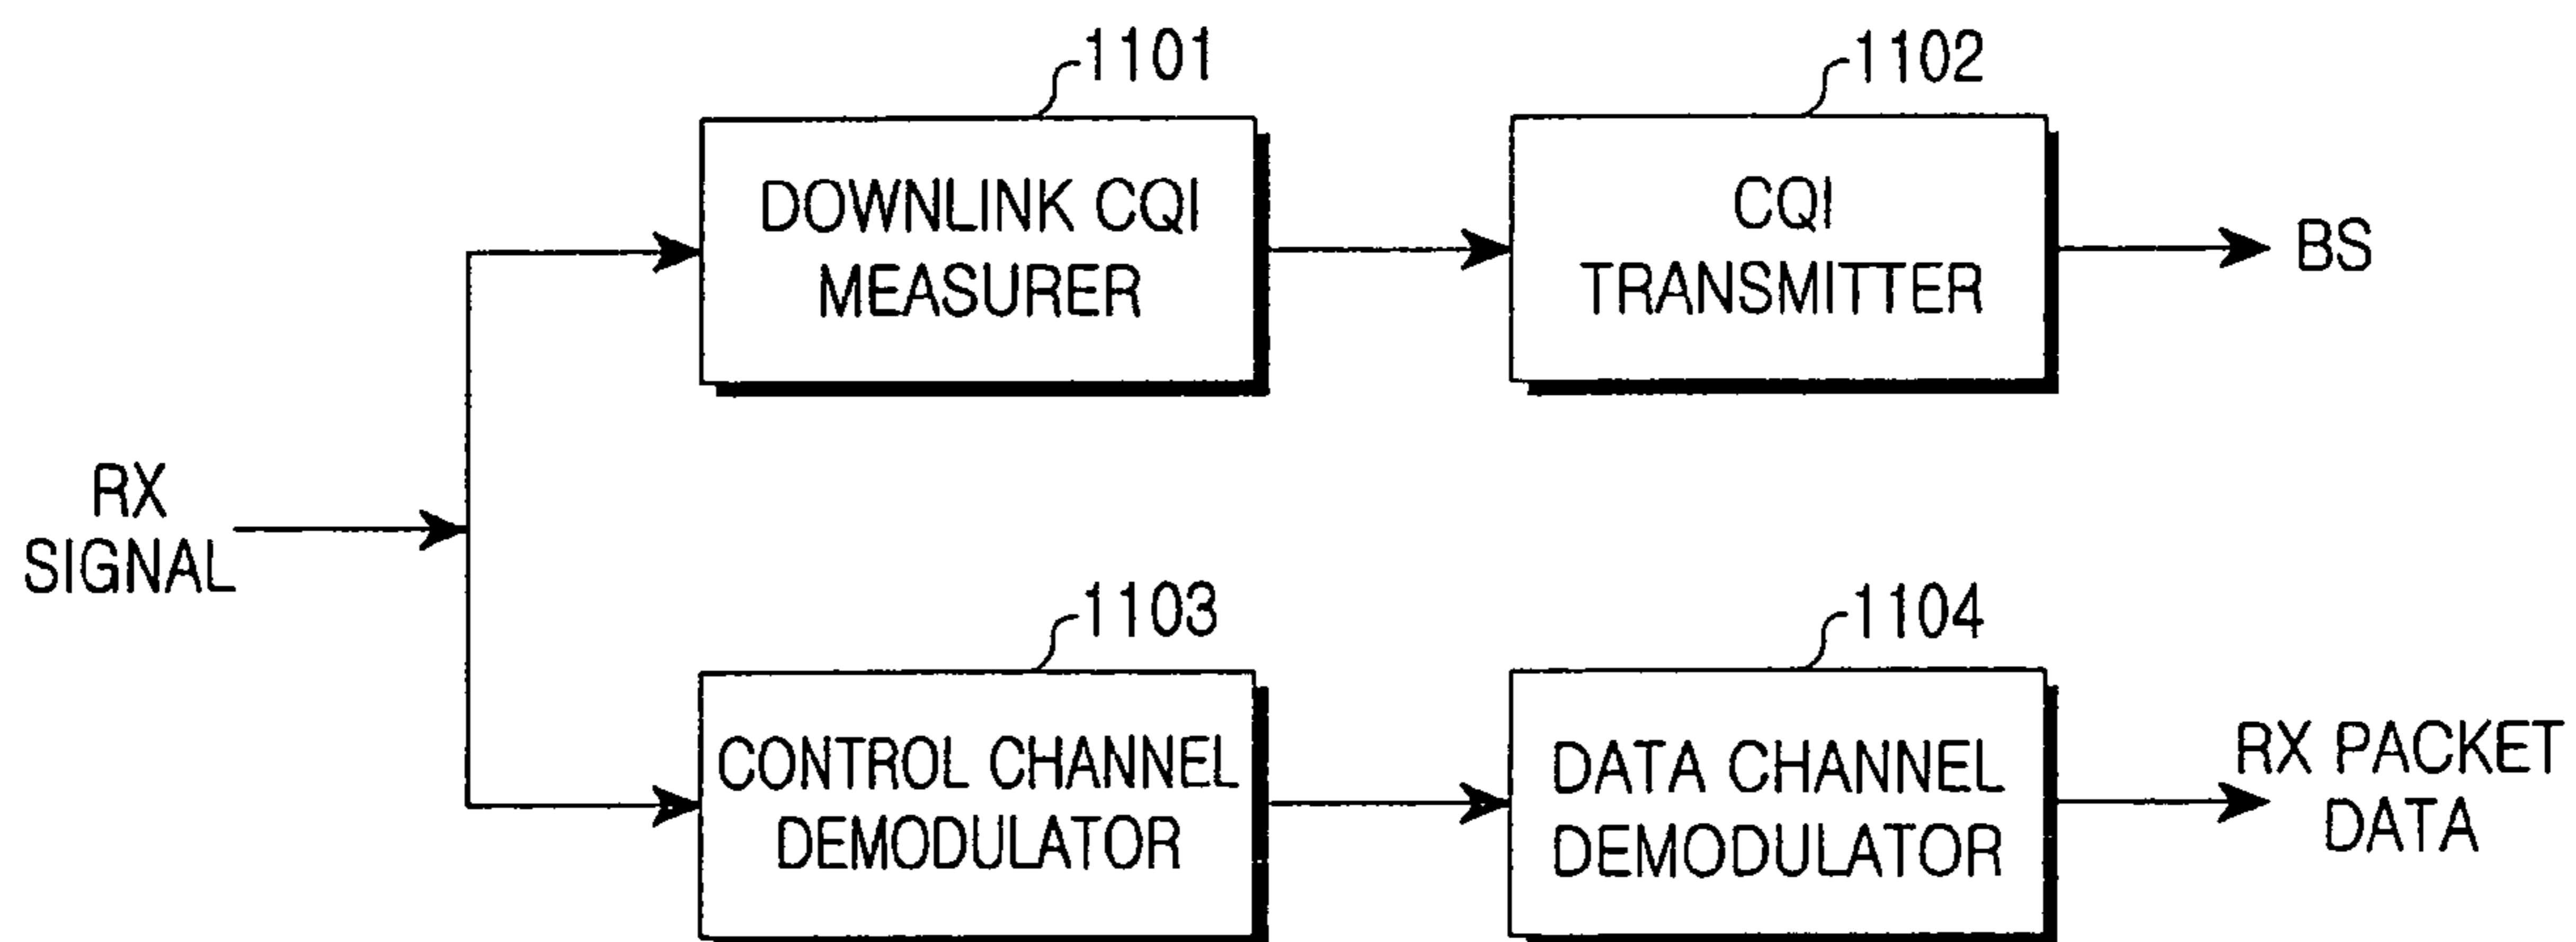 1101
1102
DOWNLINK CQI
MEASURER
CQI
TRANSMITTER
BS
RX
SIGNAL
1103
1104
CONTROL CHANNEL
DEMODULATOR
DATA CHANNEL
DEMODULATOR
RX PACKET
DATA